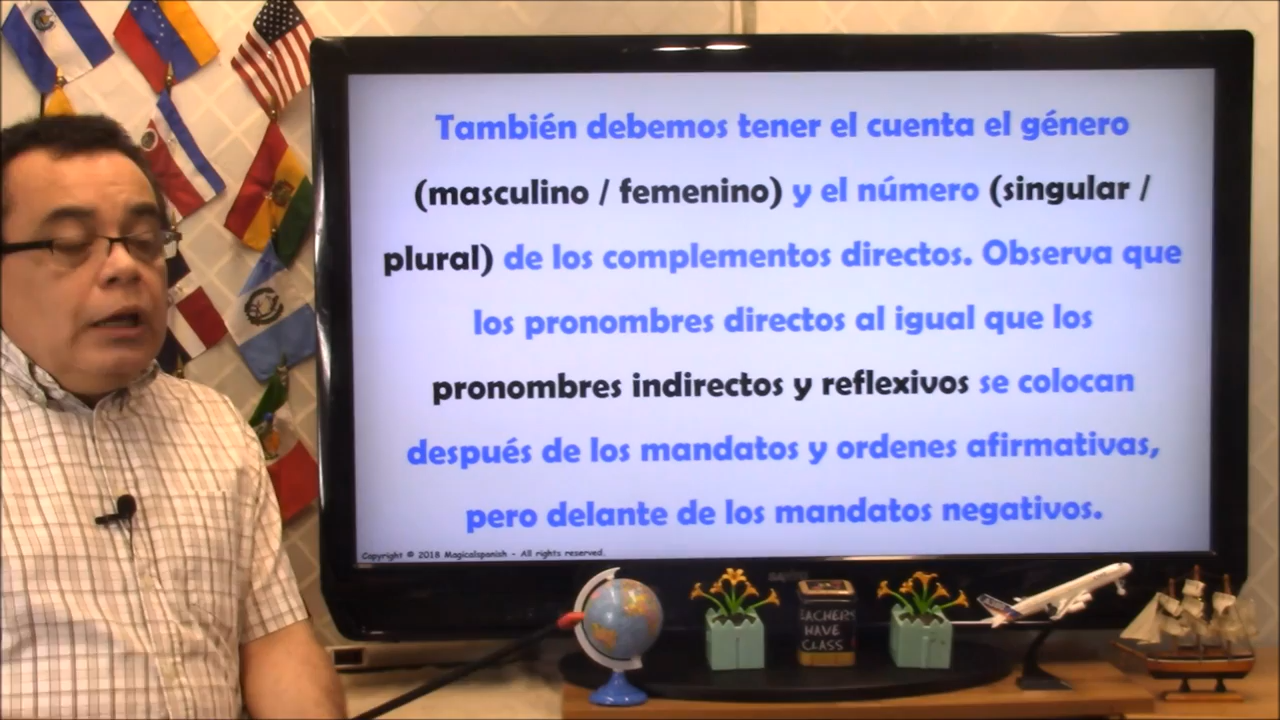 También debemos tener el cuenta el género
(masculino / femenino) y el número (singular /
plural) de los complementos directos. Observa que
los pronombres directos al igual que los
pronombres indirectos y reflexivos se colocan
después de los mandatos y ordenes afirmativas,
pero delante de los mandatos negativos.
Copyright © 2018 Magicalspanish - All rights reserved.
TEACHERS
HAVE
CLASS